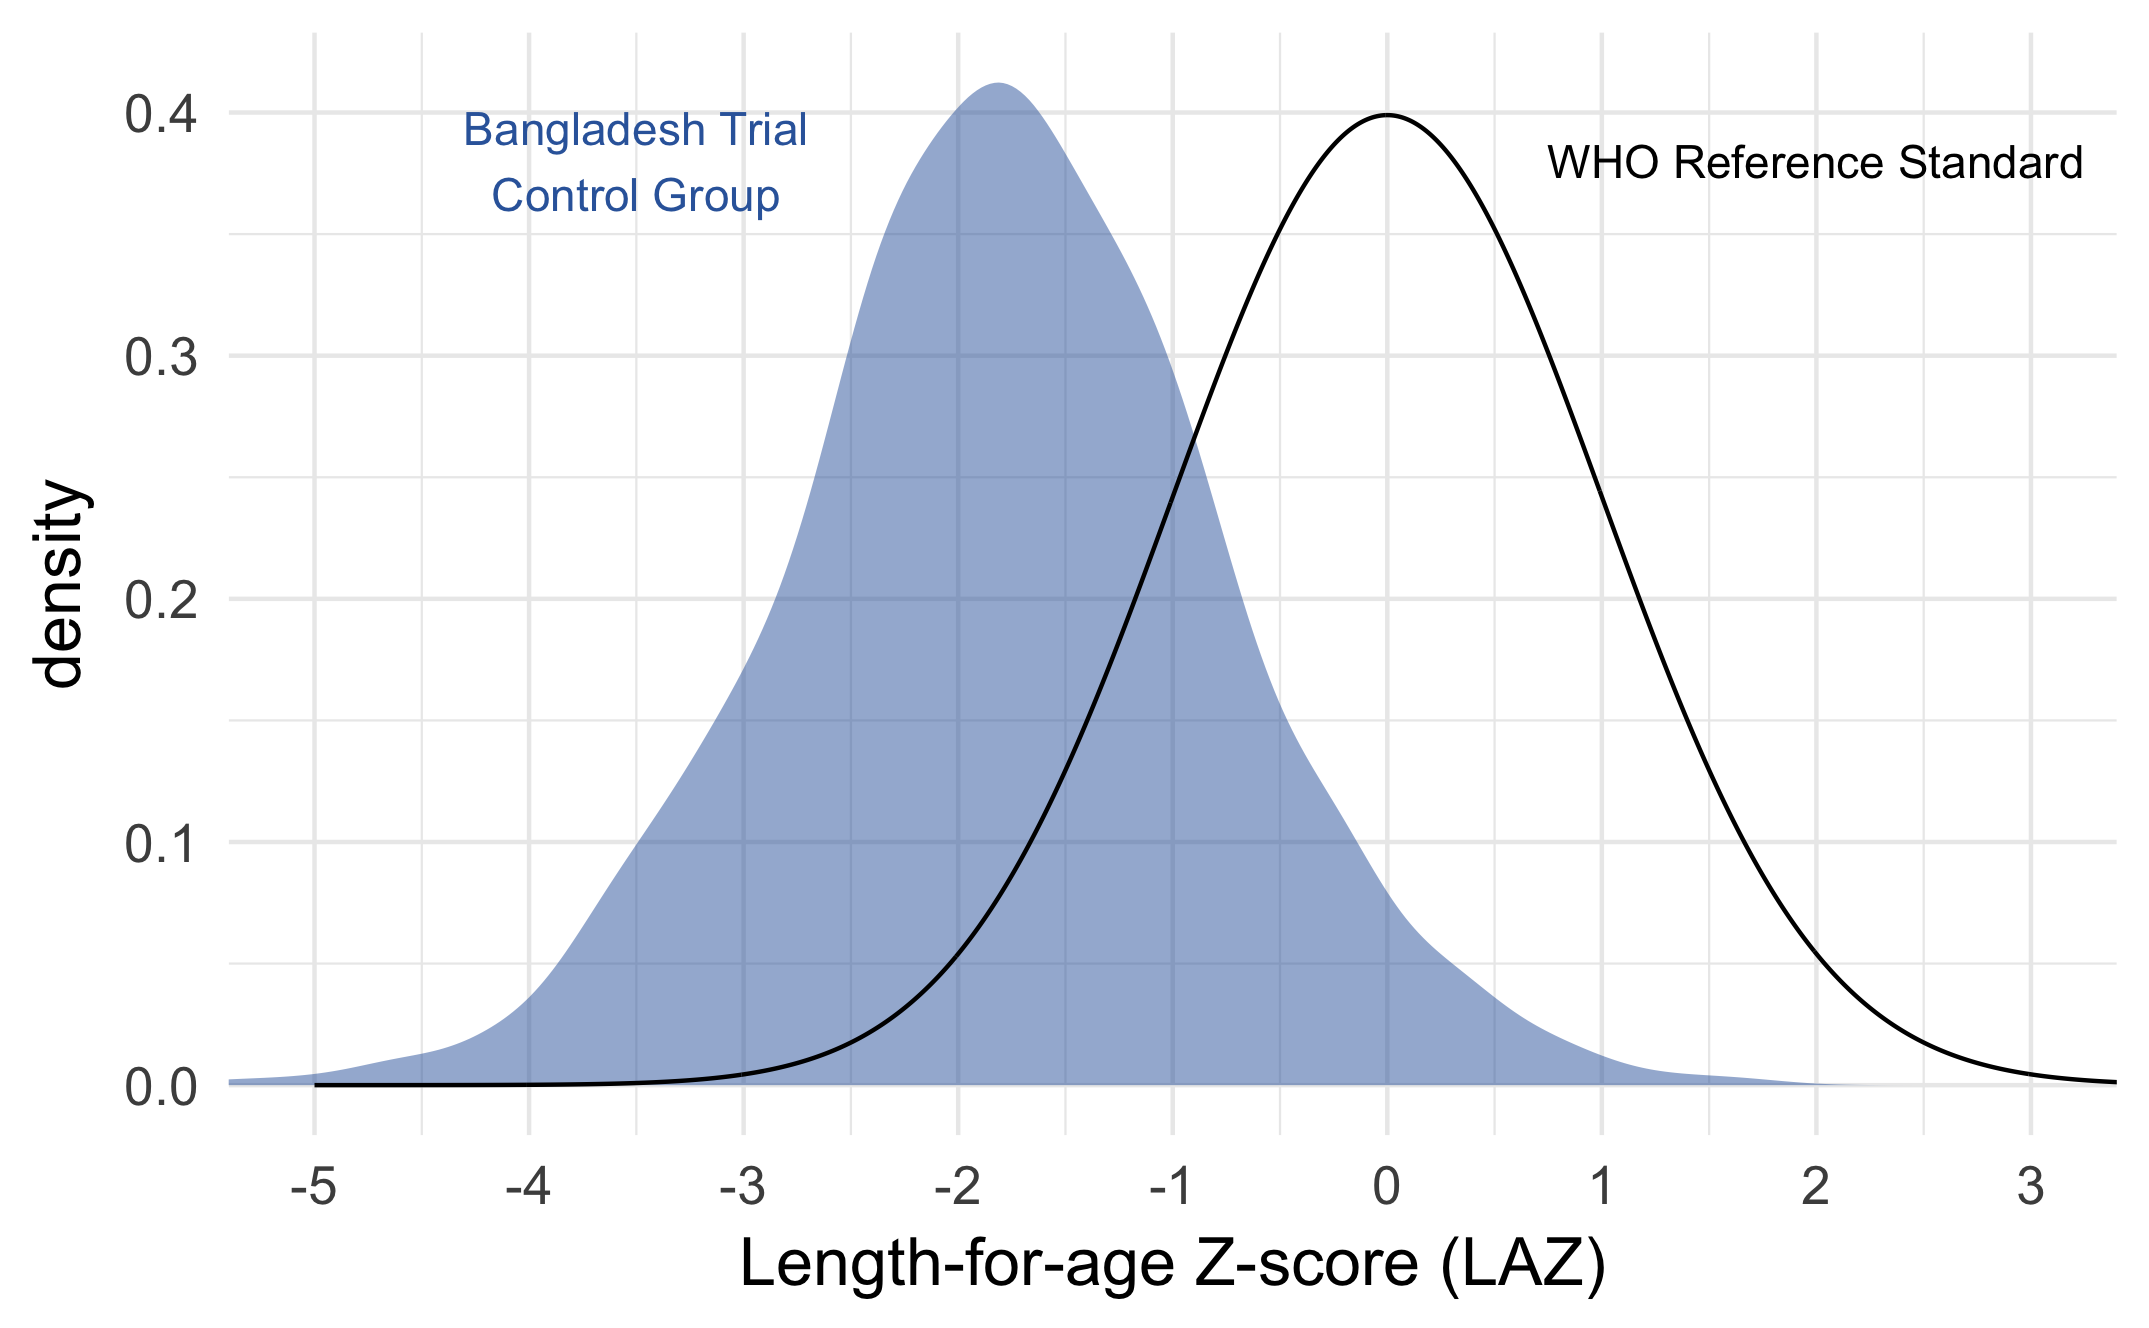 Bangladesh Trial
Control Group
WHO Reference Standard
density
0.4
0.3
0.2
0.1
0.0
-5 -4 -3 -2 -1 0 1 2 3
Length-for-age Z-score (LAZ)